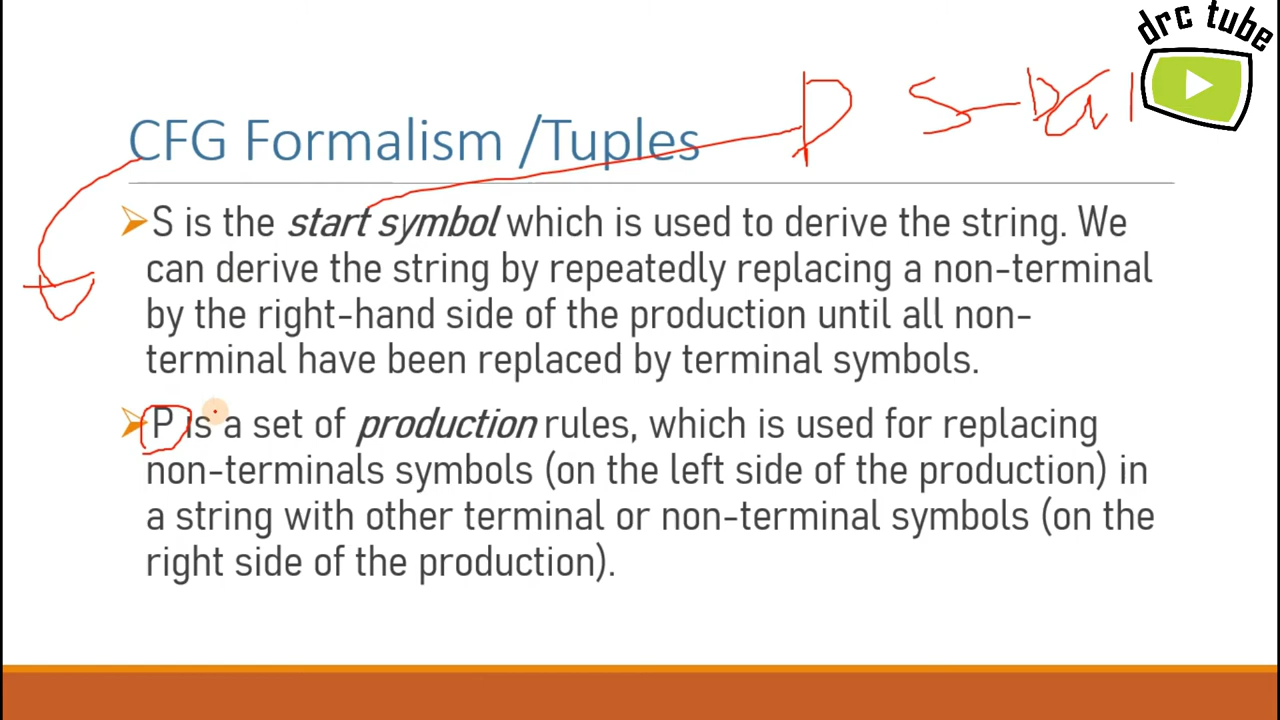 drc tube
CFG Formalism /Tuples
S is the start symbol which is used to derive the string. We
can derive the string by repeatedly replacing a non-terminal
by the right-hand side of the production until all non-
terminal have been replaced by terminal symbols.
P is a set of production rules, which is used for replacing
non-terminals symbols (on the left side of the production) in
a string with other terminal or non-terminal symbols (on the
right side of the production).